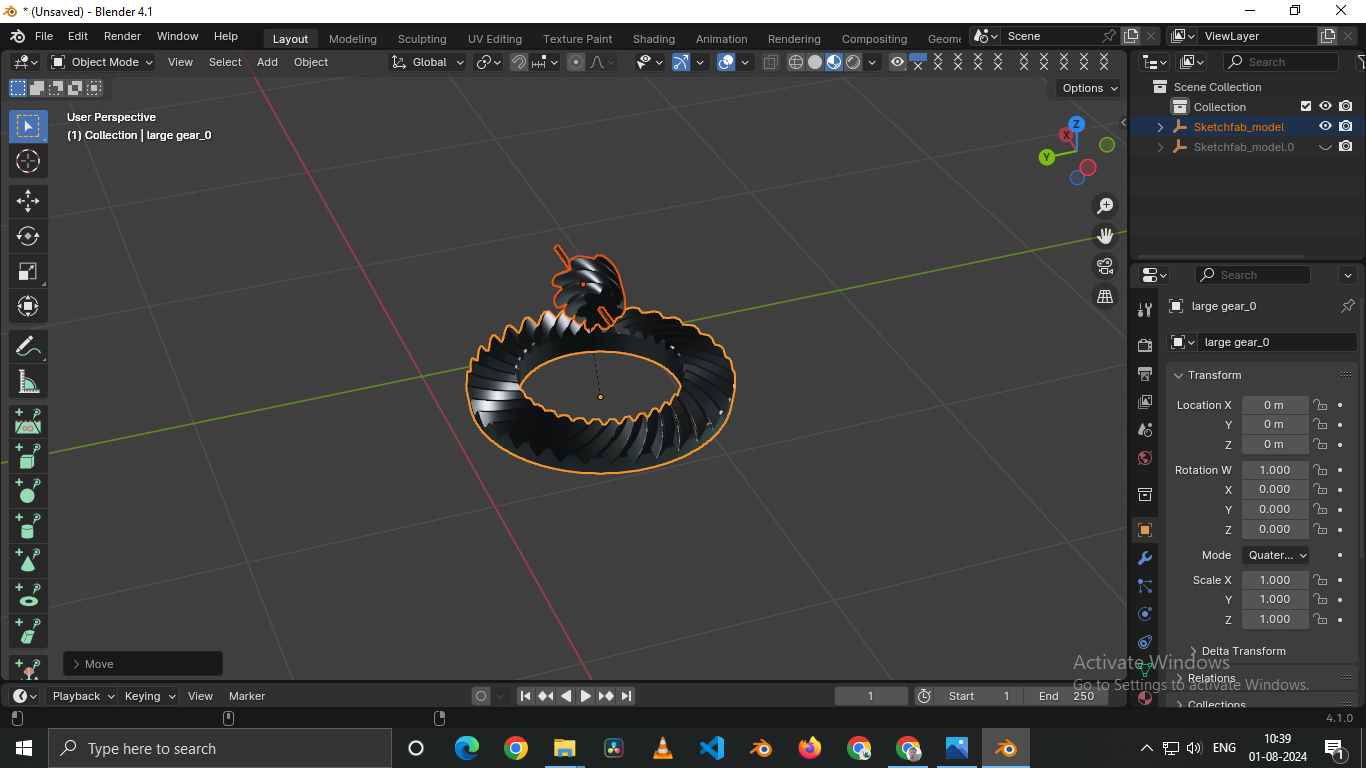 * (Unsaved) - Blender 4.1
File Edit Render Window Help
Layout Modeling Sculpting UV Editing Texture Paint Shading Animation Rendering Compositing Geome
Scene
ViewLayer
Object Mode View Select Add Object
Global
Search
Options
User Perspective
(1) Collection | large gear_0
Z
X
Y
Scene Collection
Collection
Sketchfab_model
Sketchfab_model.0
Search
large gear_0
large gear_0
Transform
Location X 0 m
Y 0 m
Z 0 m
Rotation W 1.000
X 0.000
Y 0.000
Z 0.000
Mode Quater...
Scale X 1.000
Y 1.000
Z 1.000
Delta Transform
Relations
Collections
Activate Windows
Go to Settings to activate Windows.
Move
Playback Keying View Marker
1 Start 1 End 250
4.1.0
Type here to search
ENG
10:39
01-08-2024
1